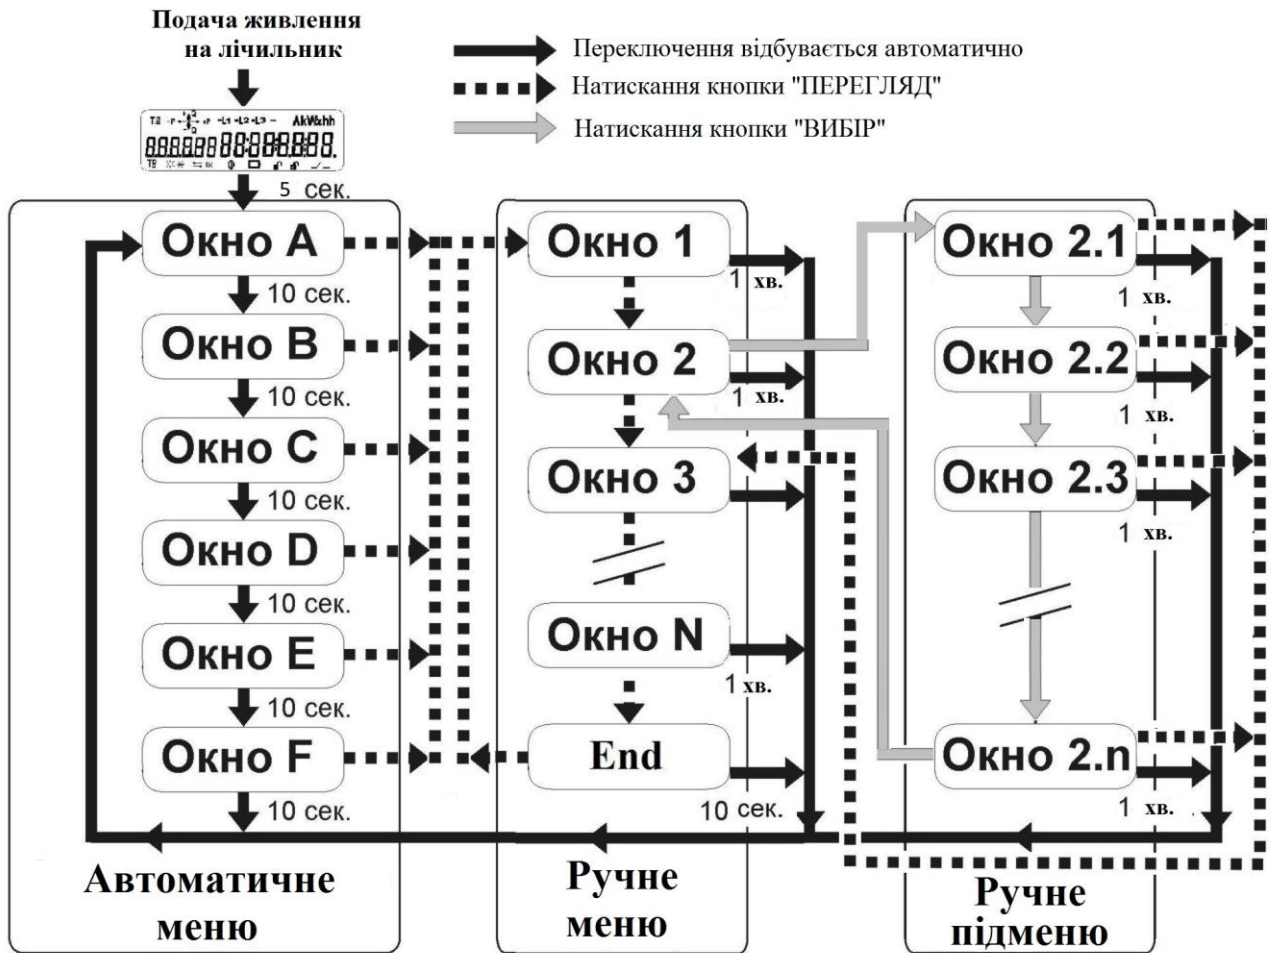 Подача живлення
на лічильник
Переключення відбувається автоматично
Натискання кнопки "ПЕРЕГЛЯД"
Натискання кнопки "ВИБІР"
-L1 -L2 -L3 -
5 сек.
Окно A
10 сек.
Окно B
10 сек.
Окно C
10 сек.
Окно D
10 сек.
Окно E
10 сек.
Окно F
10 сек.
Автоматичне
меню
Окно 1
1 хв.
Окно 2
1 хв.
Окно 3
Окно N
1 хв.
End
10 сек.
Ручне
меню
Окно 2.1
1 хв.
Окно 2.2
1 хв.
Окно 2.3
1 хв.
Окно 2.n
1 хв.
Ручне
підменю